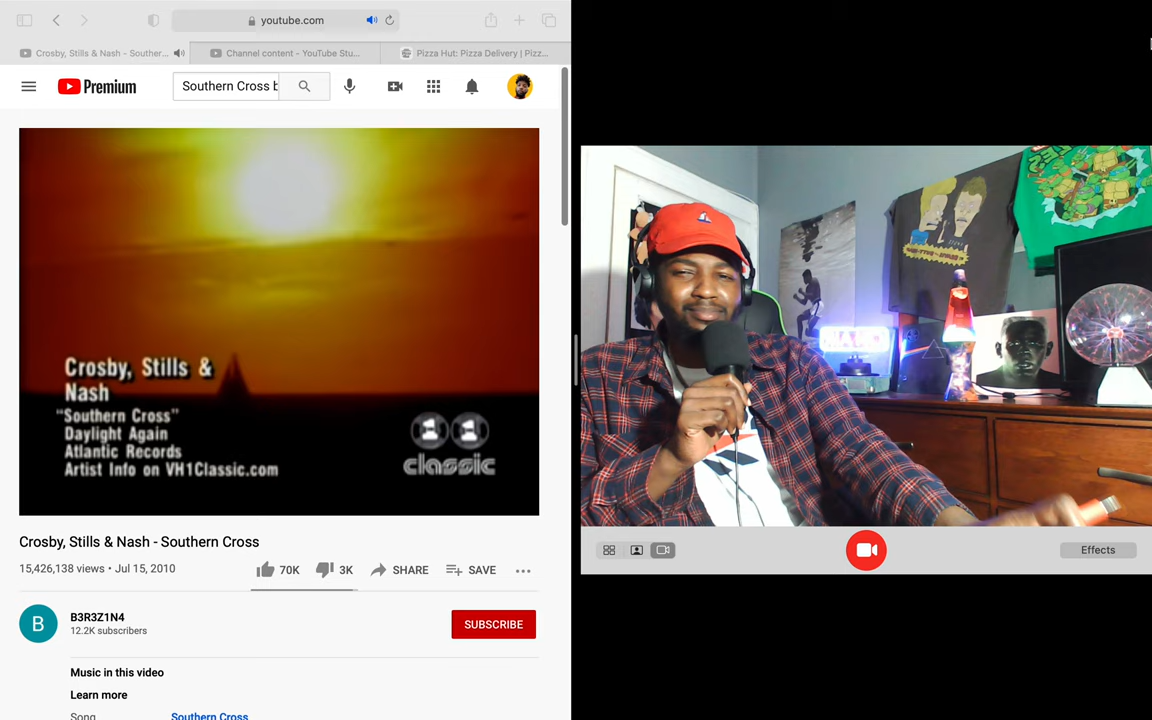 youtube.com
Crosby, Stills & Nash - Souther...
Channel content - YouTube Stu...
Pizza Hut: Pizza Delivery | Pizz...
Premium
Southern Cross b
Crosby, Stills &
Nash
"Southern Cross"
Daylight Again
Atlantic Records
Artist Info on VH1Classic.com
classic
Crosby, Stills & Nash - Southern Cross
15,426,138 views • Jul 15, 2010
70K
3K
SHARE
SAVE
B
B3R3Z1N4
12.2K subscribers
SUBSCRIBE
Music in this video
Learn more
Song
Southern Cross
Effects